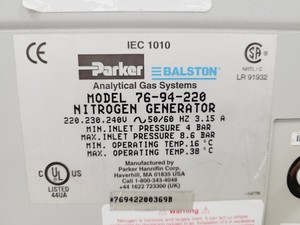 IEC 1010
CE
Parker BALSTON
Analytical Gas Systems
MODEL 76-94-220
NITROGEN GENERATOR
220.230.240V ∿50/60 HZ 3.15 A
MIN. INLET PRESSURE 4 BAR
MAX. INLET PRESSURE 8.6 BAR
MIN. OPERATING TEMP. 16°C
MAX. OPERATING TEMP. 38°C
NRTL/C
LR 91932
UL
LISTED
44UA
Manufactured by
Parker Hannifin Corp.
Haverhill, MA 01835 USA
Call 1-800-343-4048
+44 1622 723300 (UK)
*76942200369B
Warning